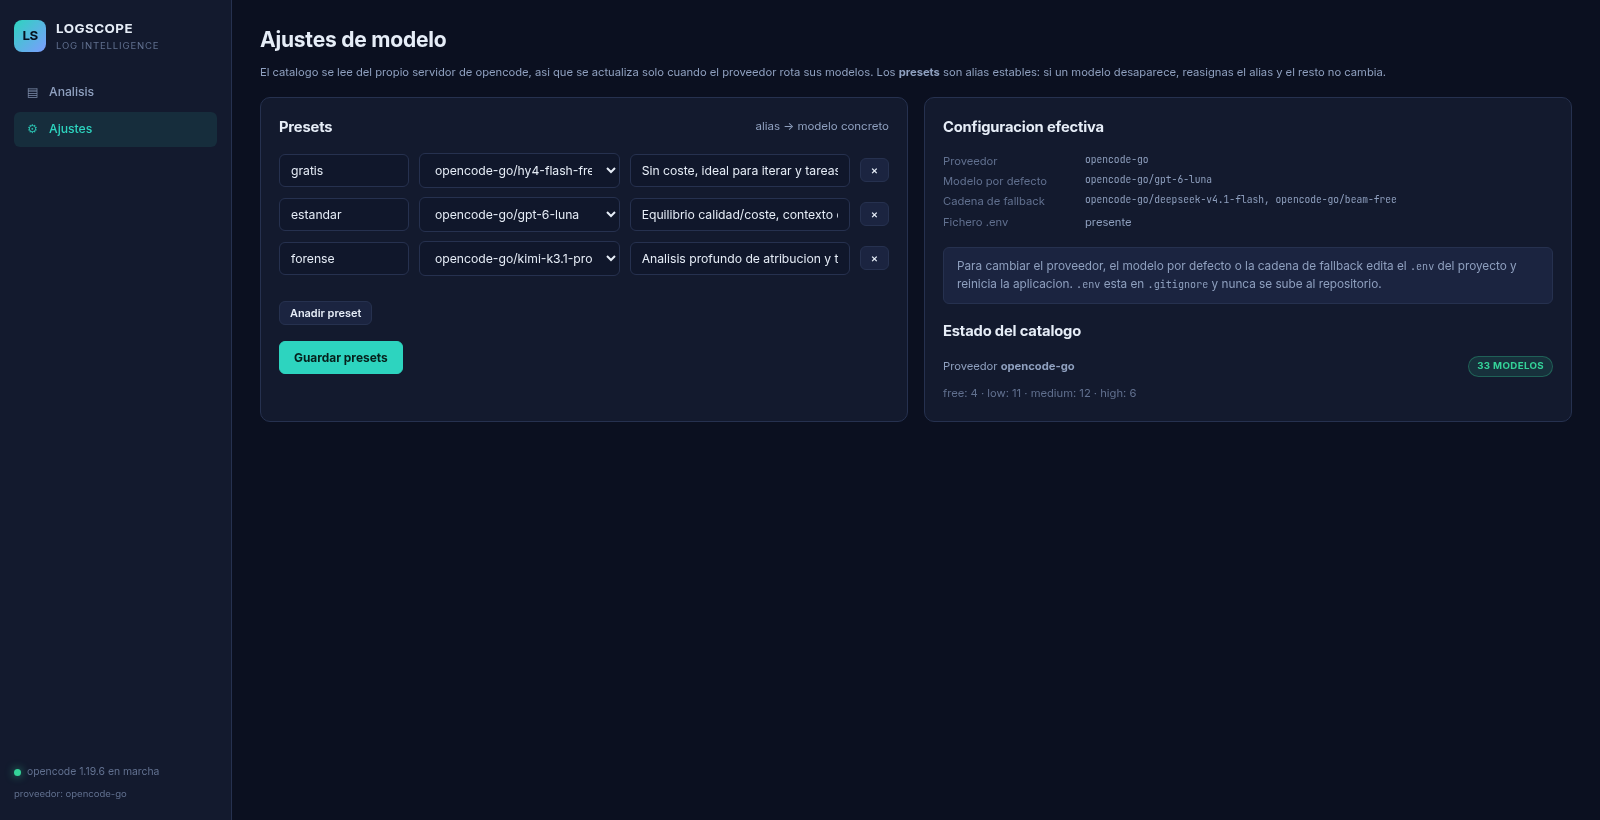 LS
LOGSCOPE
LOG INTELLIGENCE
Analisis
Ajustes
opencode 1.19.6 en marcha
proveedor: opencode-go
Ajustes de modelo
El catalogo se lee del propio servidor de opencode, asi que se actualiza solo cuando el proveedor rota sus modelos. Los presets son alias estables: si un modelo desaparece, reasignas el alias y el resto no cambia.
Presets
alias → modelo concreto
gratis
opencode-go/hy4-flash-fre
Sin coste, ideal para iterar y tareas
×
estandar
opencode-go/gpt-6-luna
Equilibrio calidad/coste, contexto
×
forense
opencode-go/kimi-k3.1-pro
Analisis profundo de atribucion y t
×
Anadir preset
Guardar presets
Configuracion efectiva
Proveedor opencode-go
Modelo por defecto opencode-go/gpt-6-luna
Cadena de fallback opencode-go/deepseek-v4.1-flash, opencode-go/beam-free
Fichero .env presente
Para cambiar el proveedor, el modelo por defecto o la cadena de fallback edita el .env del proyecto y
reinicia la aplicacion. .env esta en .gitignore y nunca se sube al repositorio.
Estado del catalogo
Proveedor opencode-go
33 MODELOS
free: 4 · low: 11 · medium: 12 · high: 6